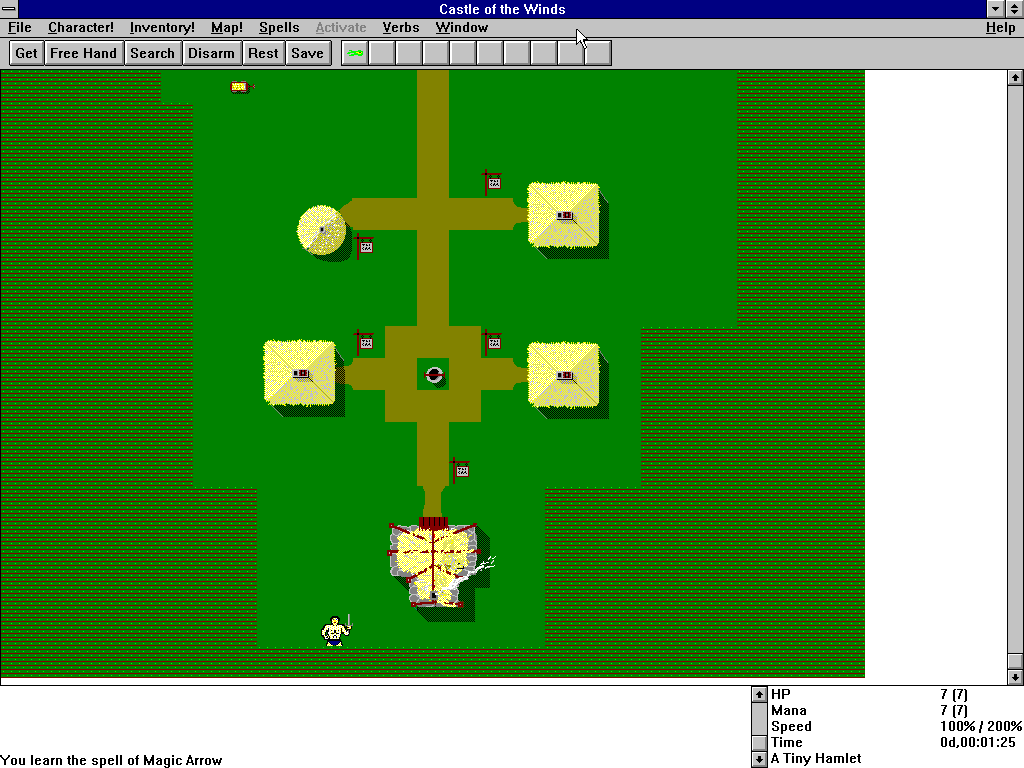 Castle of the Winds
File Character! Inventory! Map! Spells Activate Verbs Window Help
Get Free Hand Search Disarm Rest Save
HP 7 (7)
Mana 7 (7)
Speed 100% / 200%
Time 0d,00:01:25
You learn the spell of Magic Arrow
A Tiny Hamlet